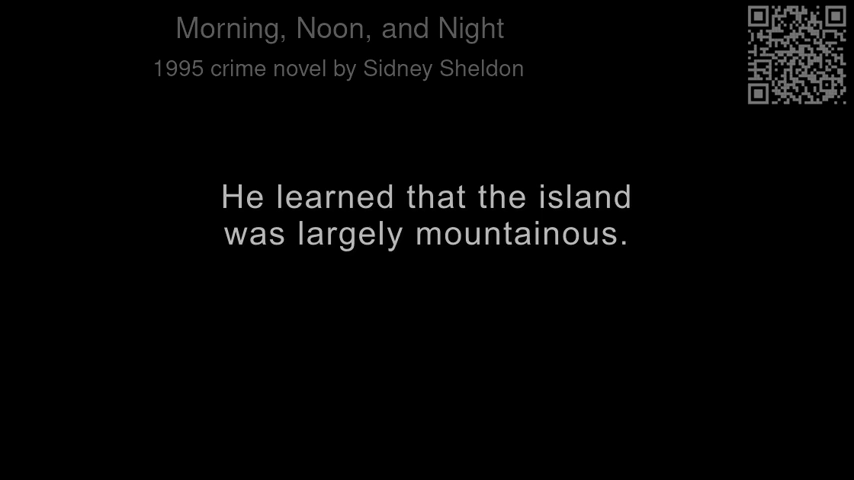 Morning, Noon, and Night
1995 crime novel by Sidney Sheldon
He learned that the island
was largely mountainous.